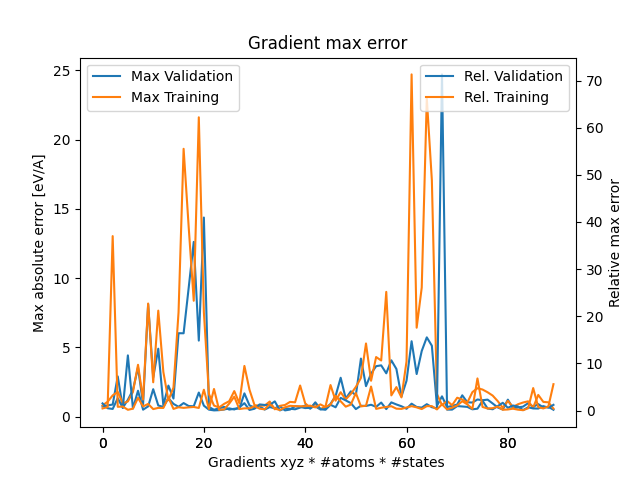 Gradient max error
Max Validation
Max Training
Rel. Validation
Rel. Training
Max absolute error [eV/A]
25
20
15
10
5
0
70
60
50
40
30
20
10
0
Relative max error
0 20 40 60 80
Gradients xyz * #atoms * #states